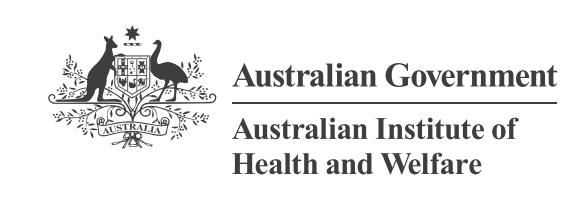 AUSTRALIA
Australian Government
Australian Institute of
Health and Welfare